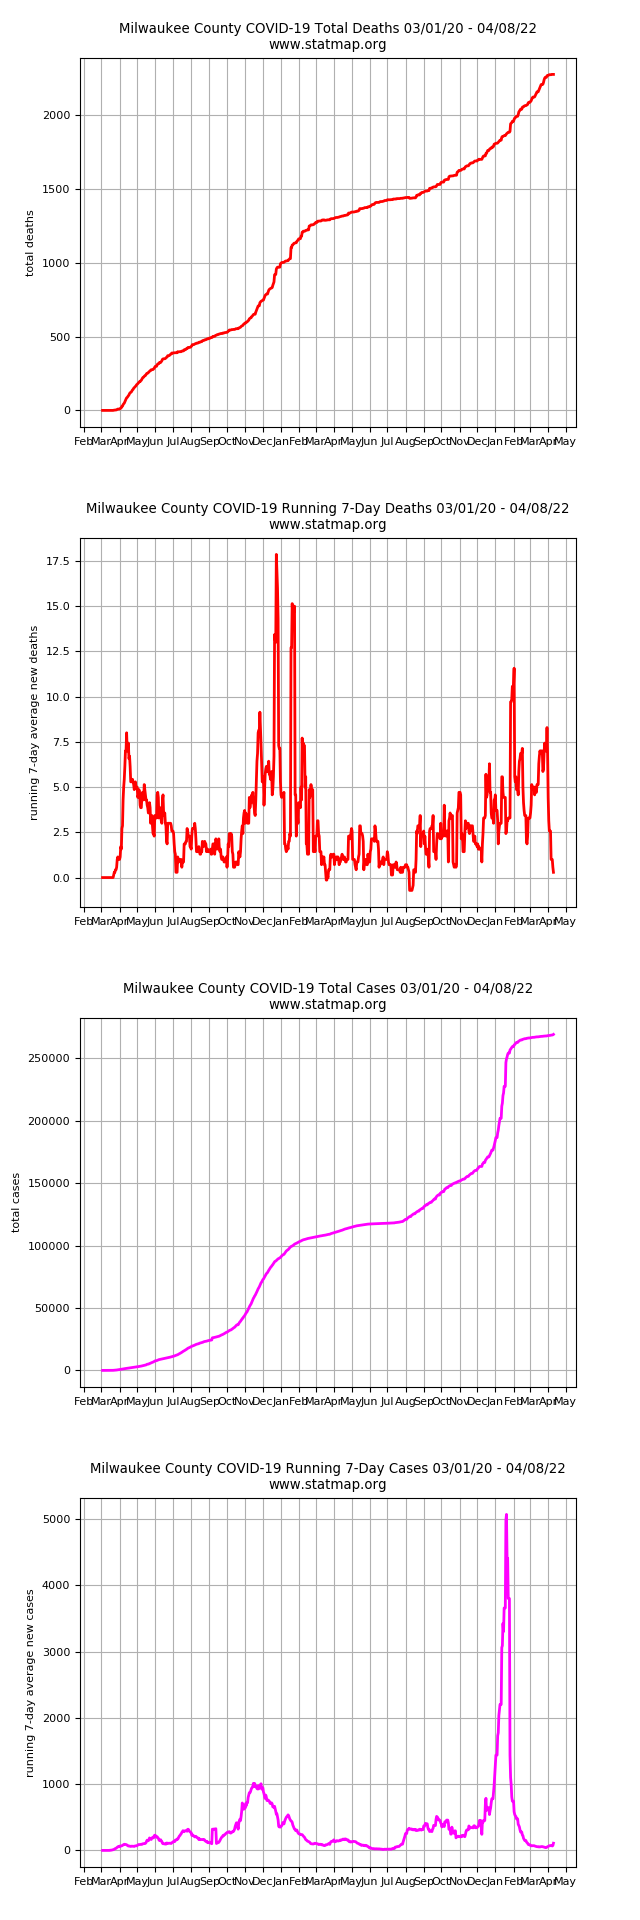 Milwaukee County COVID-19 Total Deaths 03/01/20 - 04/08/22
www.statmap.org
2000
1500
1000
500
0
total deaths
Feb Mar Apr May Jun Jul Aug Sep Oct Nov Dec Jan Feb Mar Apr May Jun Jul Aug Sep Oct Nov Dec Jan Feb Mar Apr May
Milwaukee County COVID-19 Running 7-Day Deaths 03/01/20 - 04/08/22
www.statmap.org
17.5
15.0
12.5
10.0
7.5
5.0
2.5
0.0
running 7-day average new deaths
Feb Mar Apr May Jun Jul Aug Sep Oct Nov Dec Jan Feb Mar Apr May Jun Jul Aug Sep Oct Nov Dec Jan Feb Mar Apr May
Milwaukee County COVID-19 Total Cases 03/01/20 - 04/08/22
www.statmap.org
250000
200000
150000
100000
50000
0
total cases
Feb Mar Apr May Jun Jul Aug Sep Oct Nov Dec Jan Feb Mar Apr May Jun Jul Aug Sep Oct Nov Dec Jan Feb Mar Apr May
Milwaukee County COVID-19 Running 7-Day Cases 03/01/20 - 04/08/22
www.statmap.org
5000
4000
3000
2000
1000
0
running 7-day average new cases
Feb Mar Apr May Jun Jul Aug Sep Oct Nov Dec Jan Feb Mar Apr May Jun Jul Aug Sep Oct Nov Dec Jan Feb Mar Apr May